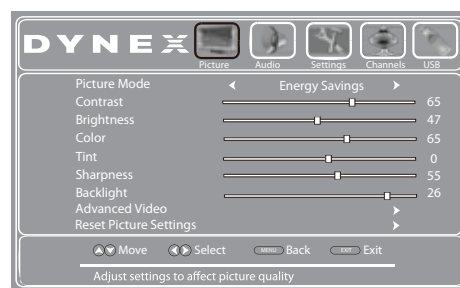 DYNEX
Picture Audio Settings Channels USB
Picture Mode Energy Savings
Contrast 65
Brightness 47
Color 65
Tint 0
Sharpness 55
Backlight 26
Advanced Video
Reset Picture Settings
Move Select MENU Back EXIT Exit
Adjust settings to affect picture quality